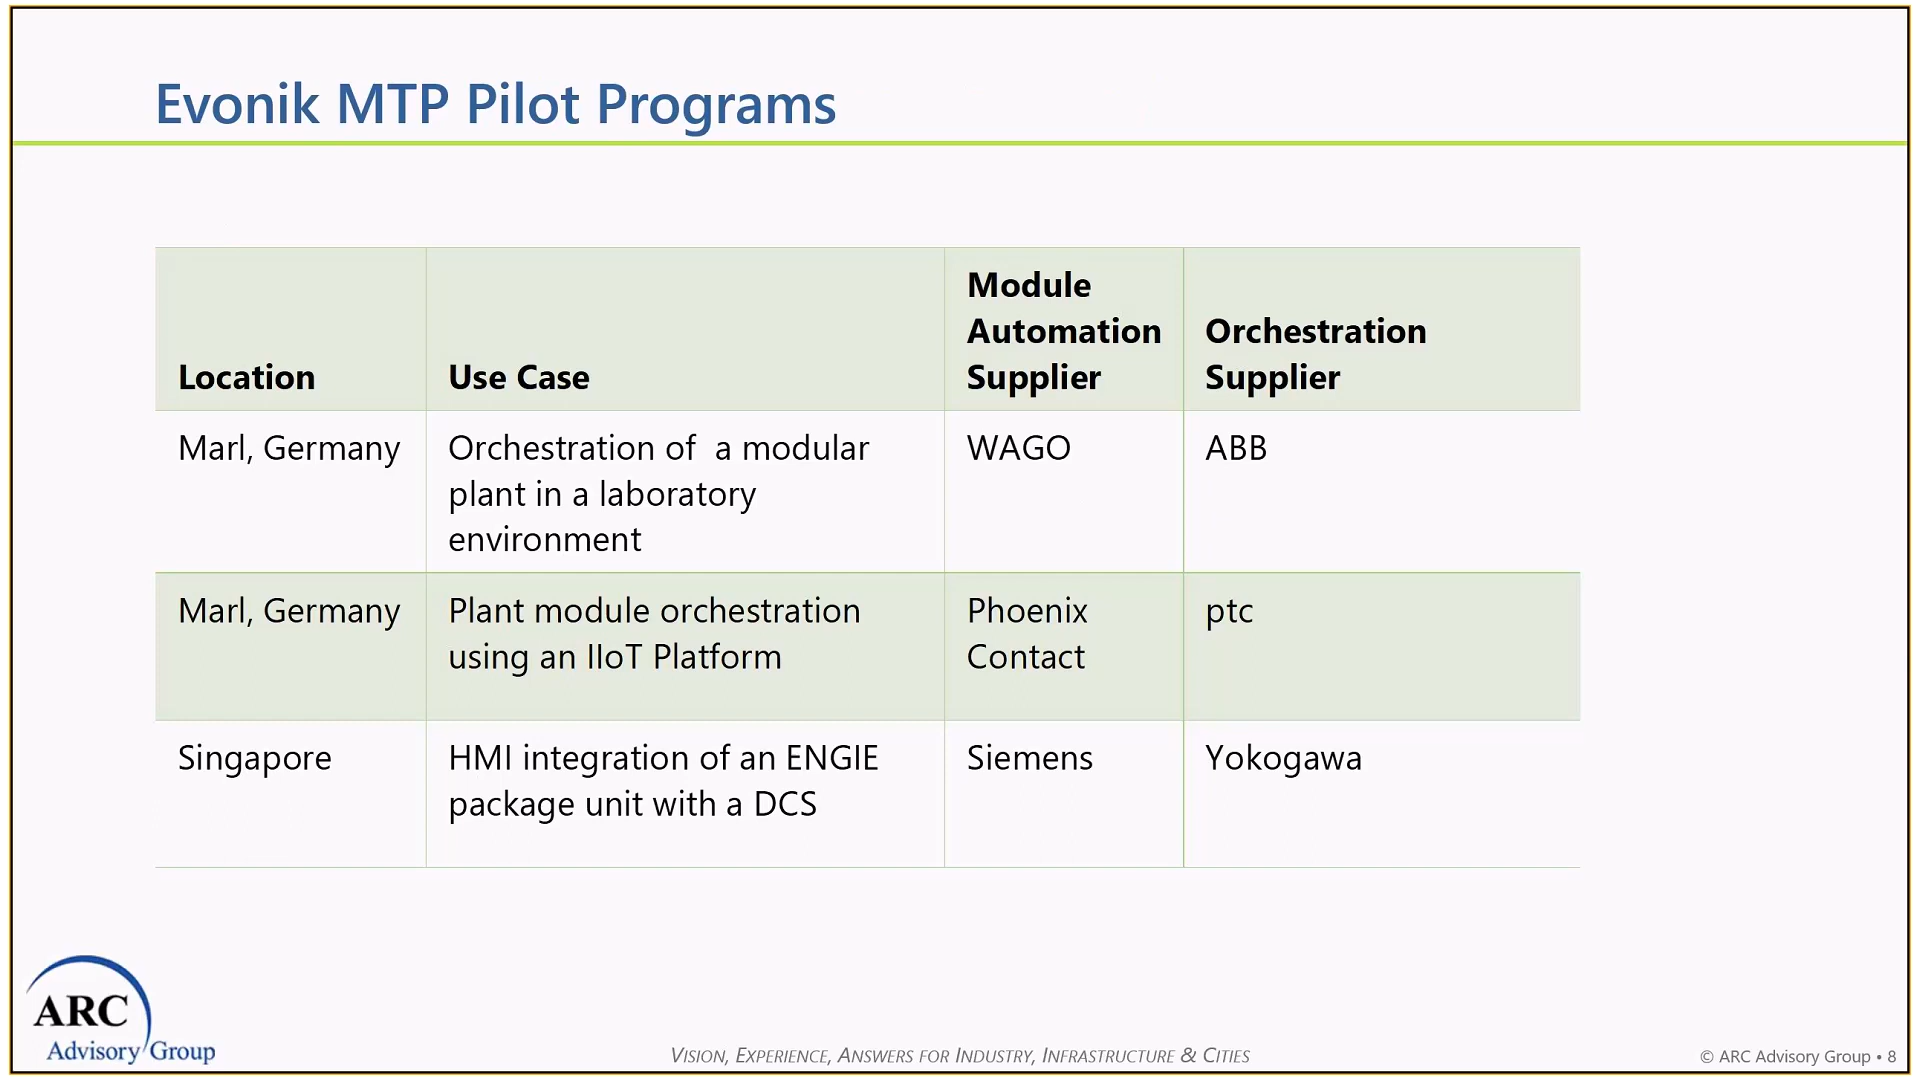 Evonik MTP Pilot Programs
Location
Use Case
Module
Automation
Supplier
Orchestration
Supplier
Marl, Germany
Orchestration of  a modular
plant in a laboratory
environment
WAGO
ABB
Marl, Germany
Plant module orchestration
using an IIoT Platform
Phoenix
Contact
ptc
Singapore
HMI integration of an ENGIE
package unit with a DCS
Siemens
Yokogawa
ARC
Advisory Group
VISION, EXPERIENCE, ANSWERS FOR INDUSTRY, INFRASTRUCTURE & CITIES
© ARC Advisory Group • 8